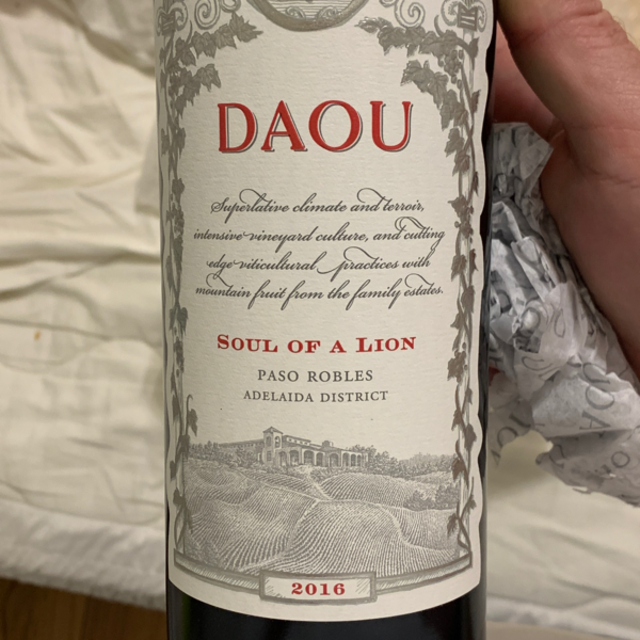 DAOU
Superlative climate and terroir,
intensive vineyard culture, and cutting
edge viticultural practices with
mountain fruit from the family estates.
SOUL OF A LION
PASO ROBLES
ADELAIDA DISTRICT
2016